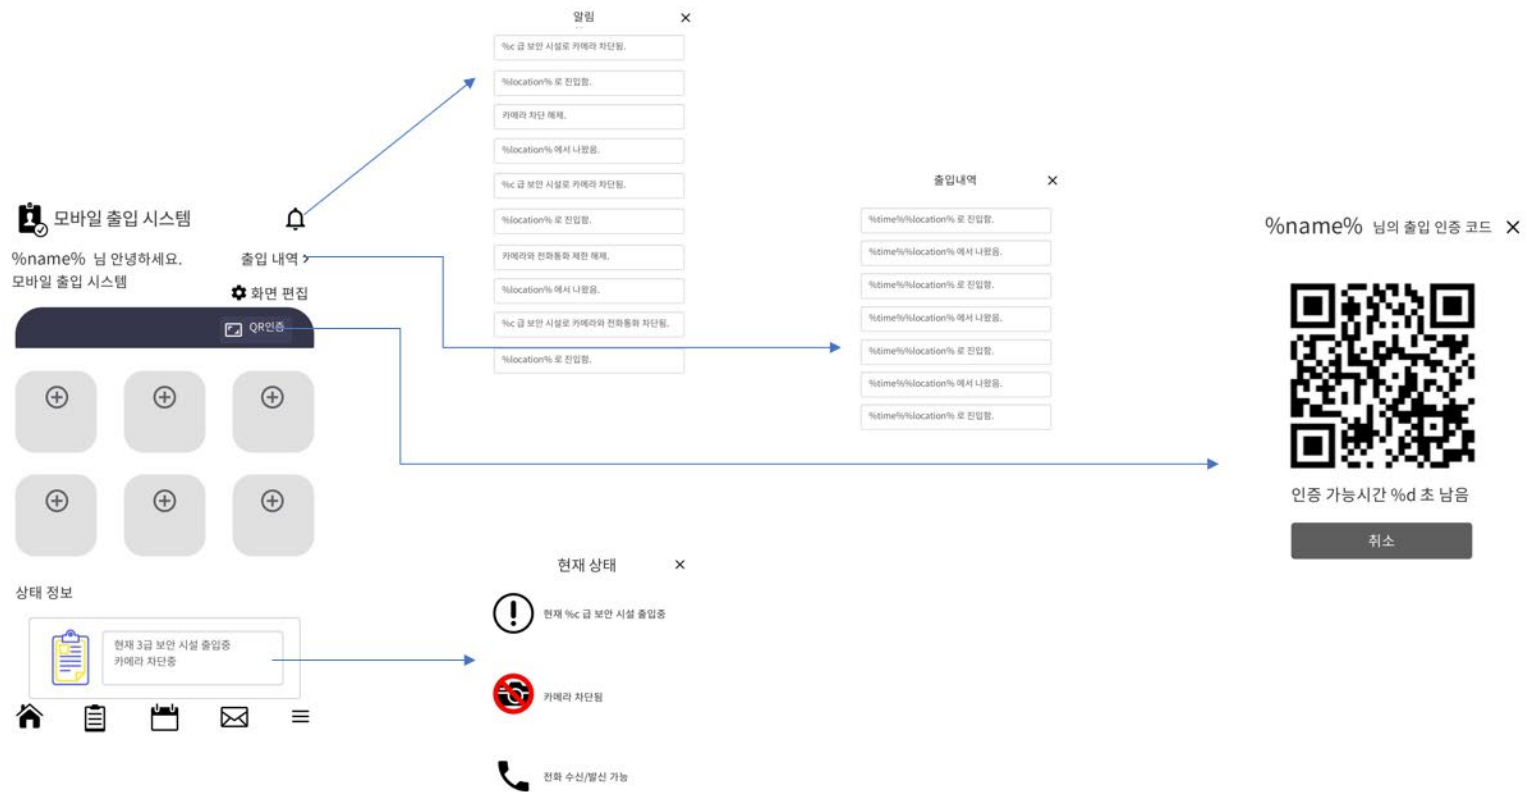 알림
%c 급 보안 시설로 카메라 차단됨.
%location% 로 진입함.
카메라 차단 해제.
%location% 에서 나왔음.
%c 급 보안 시설로 카메라 차단됨.
%location% 로 진입함.
카메라와 전화통화 제한 해제.
%location% 에서 나왔음.
%c 급 보안 시설로 카메라와 전화통화 차단됨.
%location% 로 진입함.
모바일 출입 시스템
%name% 님 안녕하세요.
모바일 출입 시스템
출입 내역
화면 편집
QR인증
상태 정보
현재 3급 보안 시설 출입중
카메라 차단중
출입내역
%time%%location% 로 진입함.
%time%%location% 에서 나왔음.
%time%%location% 로 진입함.
%time%%location% 에서 나왔음.
%time%%location% 로 진입함.
%time%%location% 에서 나왔음.
%time%%location% 로 진입함.
%name% 님의 출입 인증 코드
인증 가능시간 %d 초 남음
취소
현재 상태
현재 %c 급 보안 시설 출입중
카메라 차단됨
전화 수신/발신 가능